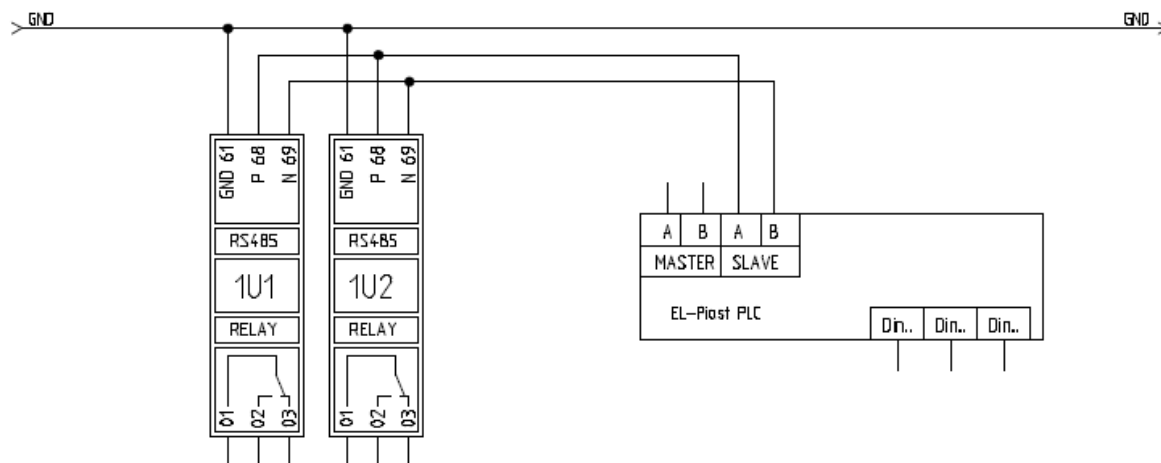 GND GND
GND 61 P 68 N 69 GND 61 P 68 N 69
A B A B
RS485 RS485
MASTER SLAVE
1U1 1U2
EL-Piast PLC
RELAY RELAY Din.. Din.. Din..
01 02 03 01 02 03